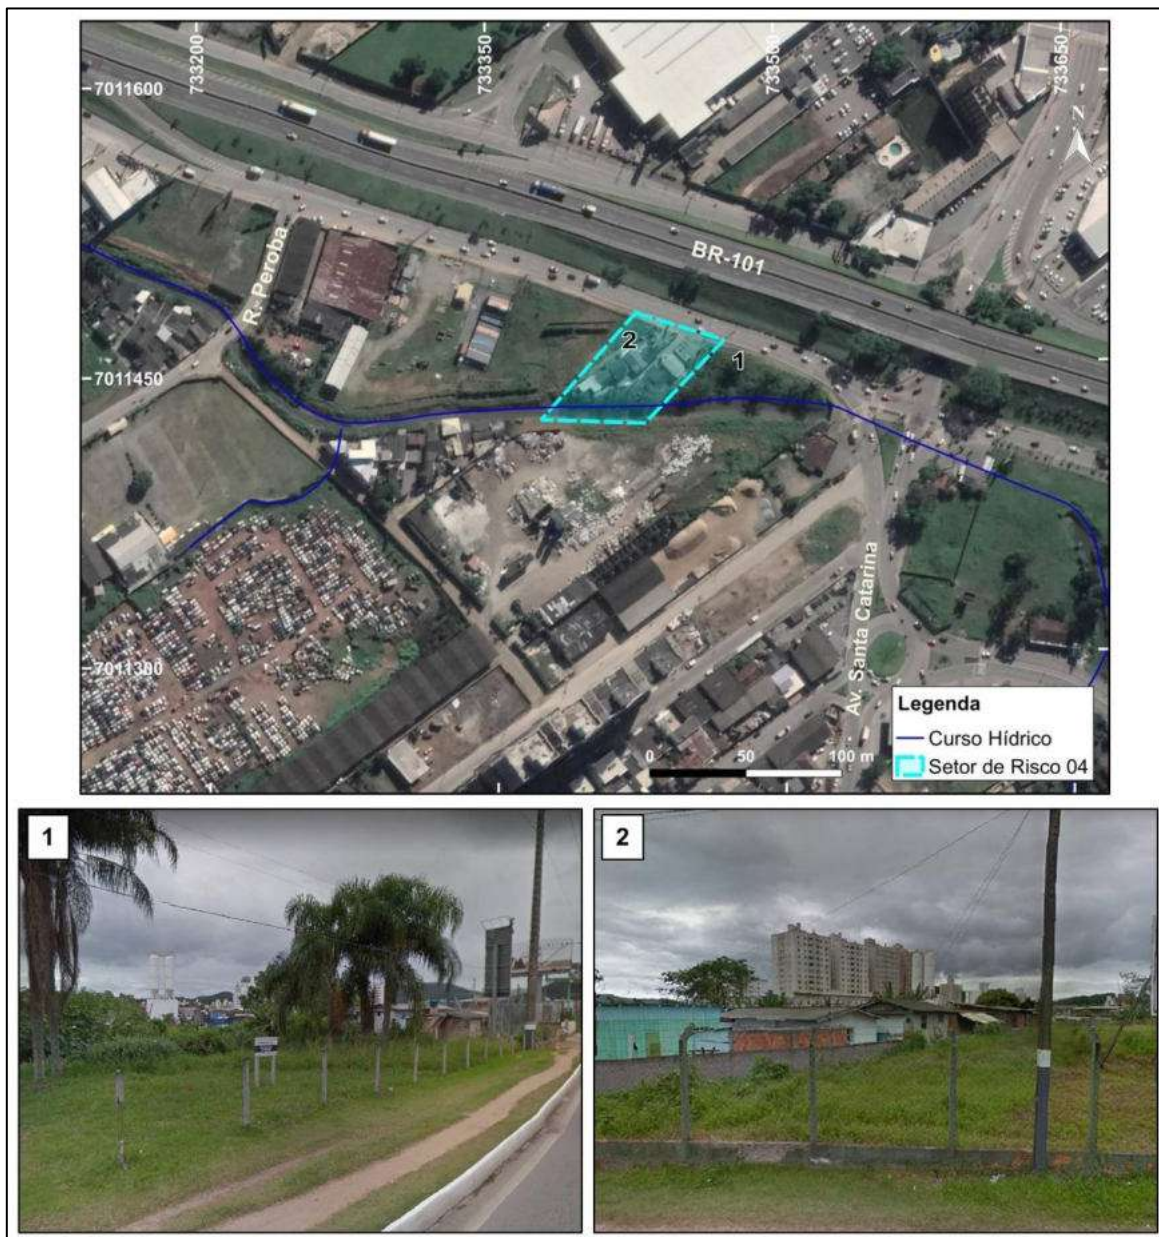 733200
733350
733500
733650
7011600
N
R. Peroba
BR-101
2
1
7011450
7011300
Av. Santa Catarina
Legenda
Curso Hídrico
Setor de Risco 04
0 50 100 m
1
2